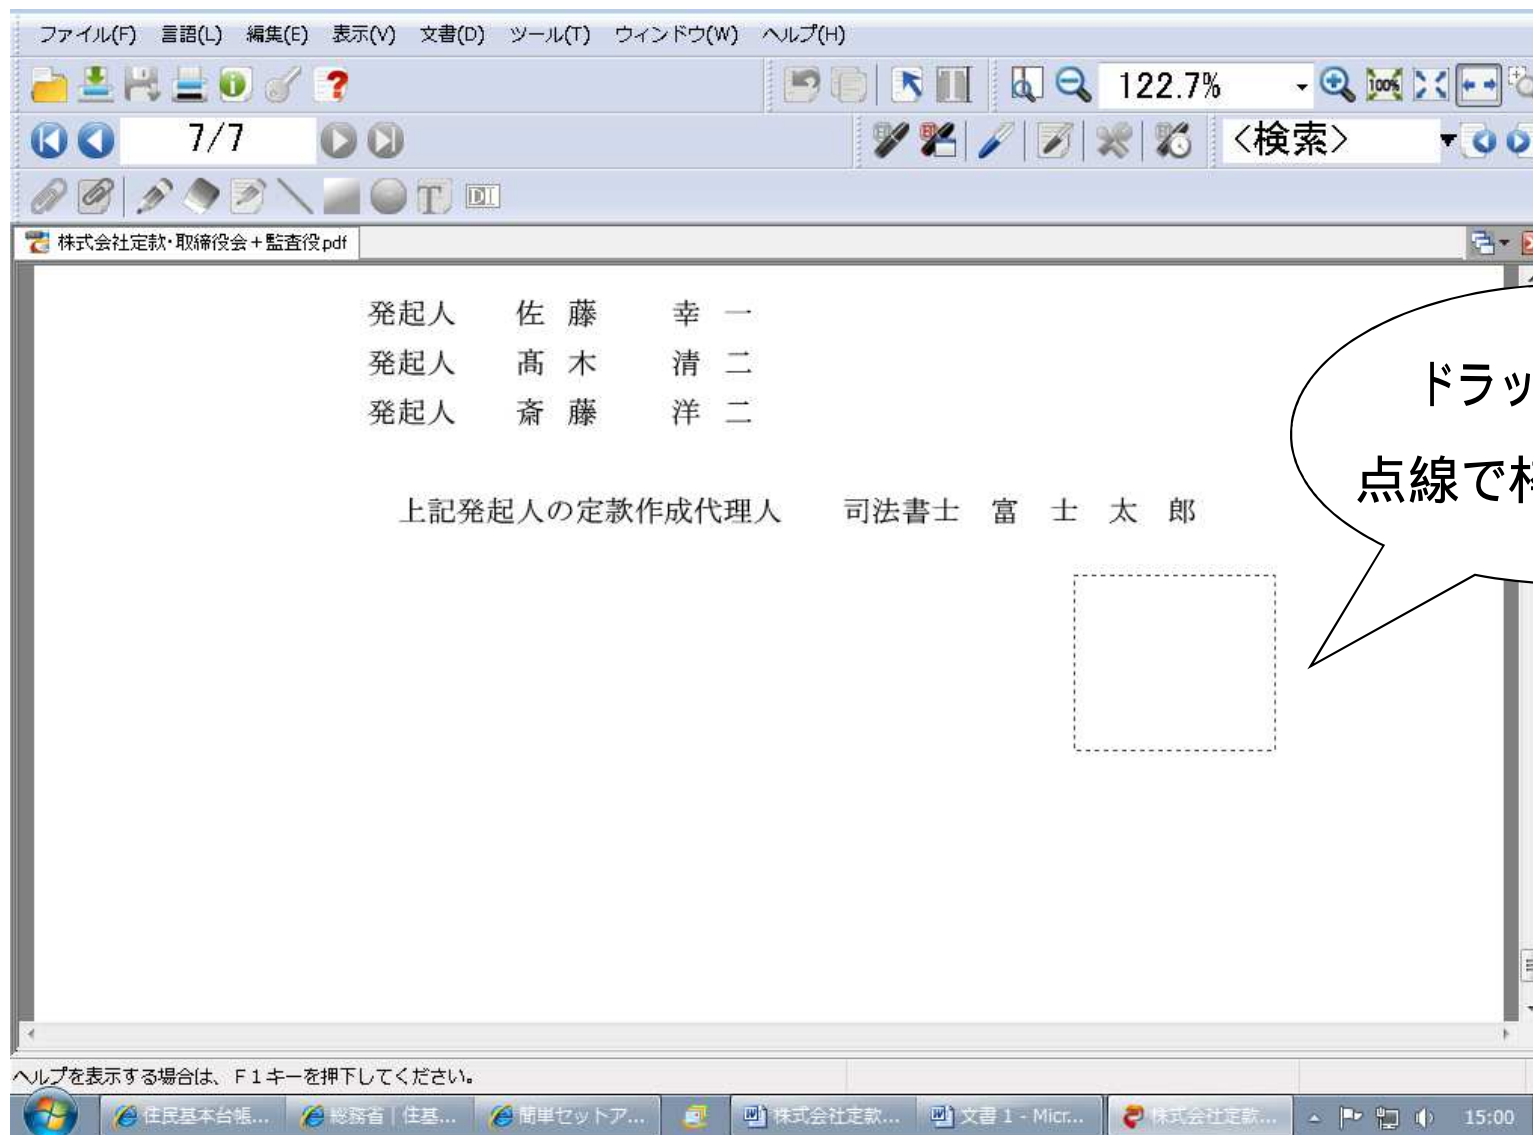 ファイル(F) 言語(L) 編集(E) 表示(V) 文書(D) ツール(T) ウィンドウ(W) ヘルプ(H)
122.7%
100%
7/7
<検索>
株式会社定款・取締役会+監査役.pdf
発起人 佐藤 幸一
発起人 髙木 清二
発起人 斎藤 洋二
上記発起人の定款作成代理人 司法書士 富士太郎
ドラッ
点線で
ヘルプを表示する場合は、F1キーを押下してください。
住民基本台帳... 総務省 | 住基... 簡単セットア... 株式会社定款... 文書 1 - Micr... 株式会社定款... 15:00